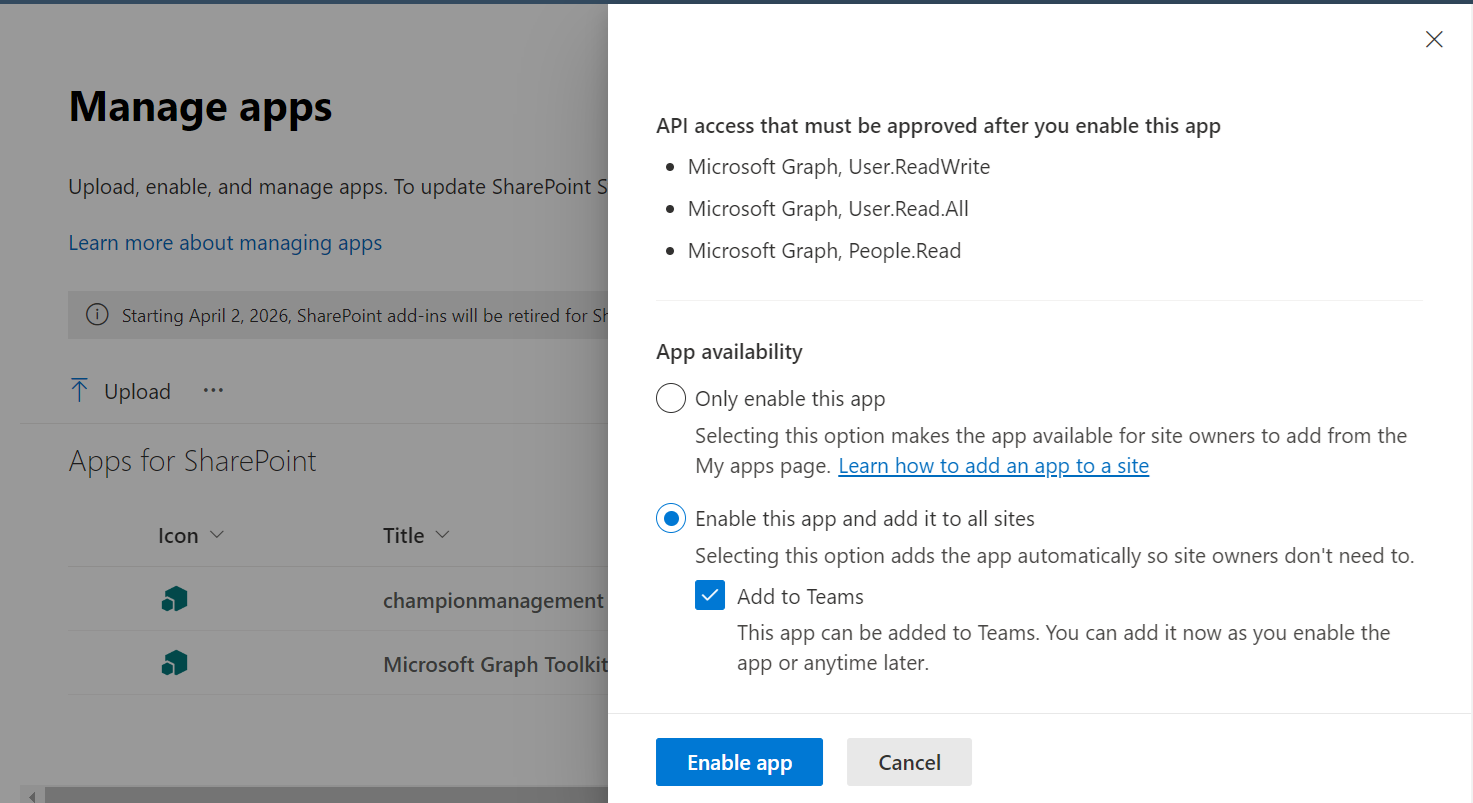 Manage apps
Upload, enable, and manage apps. To update SharePoint S
Learn more about managing apps
Starting April 2, 2026, SharePoint add-ins will be retired for Sh
Upload
Apps for SharePoint
Icon
Title
championmanagement
Microsoft Graph Toolkit
API access that must be approved after you enable this app
• Microsoft Graph, User.ReadWrite
• Microsoft Graph, User.Read.All
• Microsoft Graph, People.Read
App availability
Only enable this app
Selecting this option makes the app available for site owners to add from the
My apps page. Learn how to add an app to a site
Enable this app and add it to all sites
Selecting this option adds the app automatically so site owners don't need to.
Add to Teams
This app can be added to Teams. You can add it now as you enable the
app or anytime later.
Enable app
Cancel